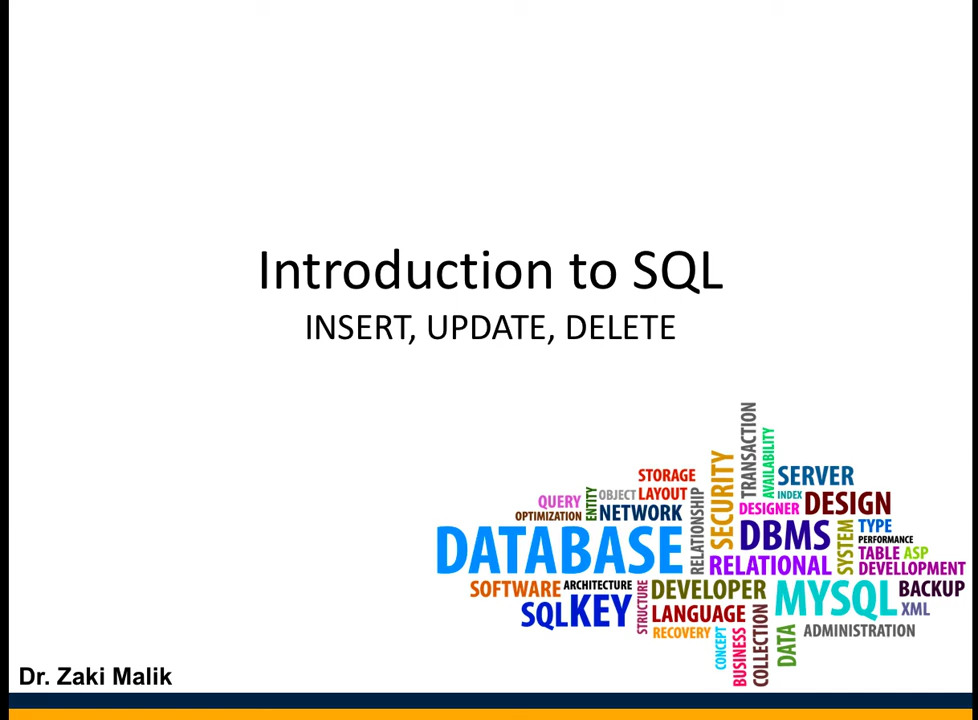 Introduction to SQL
INSERT, UPDATE, DELETE
TRANSACTION
AVAILABILITY
SECURITY
STORAGE
SERVER
QUERY
ENTITY
OBJECT
LAYOUT
RELATIONSHIP
INDEX
DESIGN
OPTIMIZATION
NETWORK
DESIGNER
DATABASE
DBMS
SYSTEM
TYPE
PERFORMANCE
TABLE
ASP
RELATIONAL
DEVELLOPMENT
SOFTWARE
ARCHITECTURE
STRUCTURE
DEVELOPER
MYSQL
BACKUP
SQL
KEY
LANGUAGE
XML
RECOVERY
CONCEPT
BUSINESS
COLLECTION
DATA
ADMINISTRATION
Dr. Zaki Malik